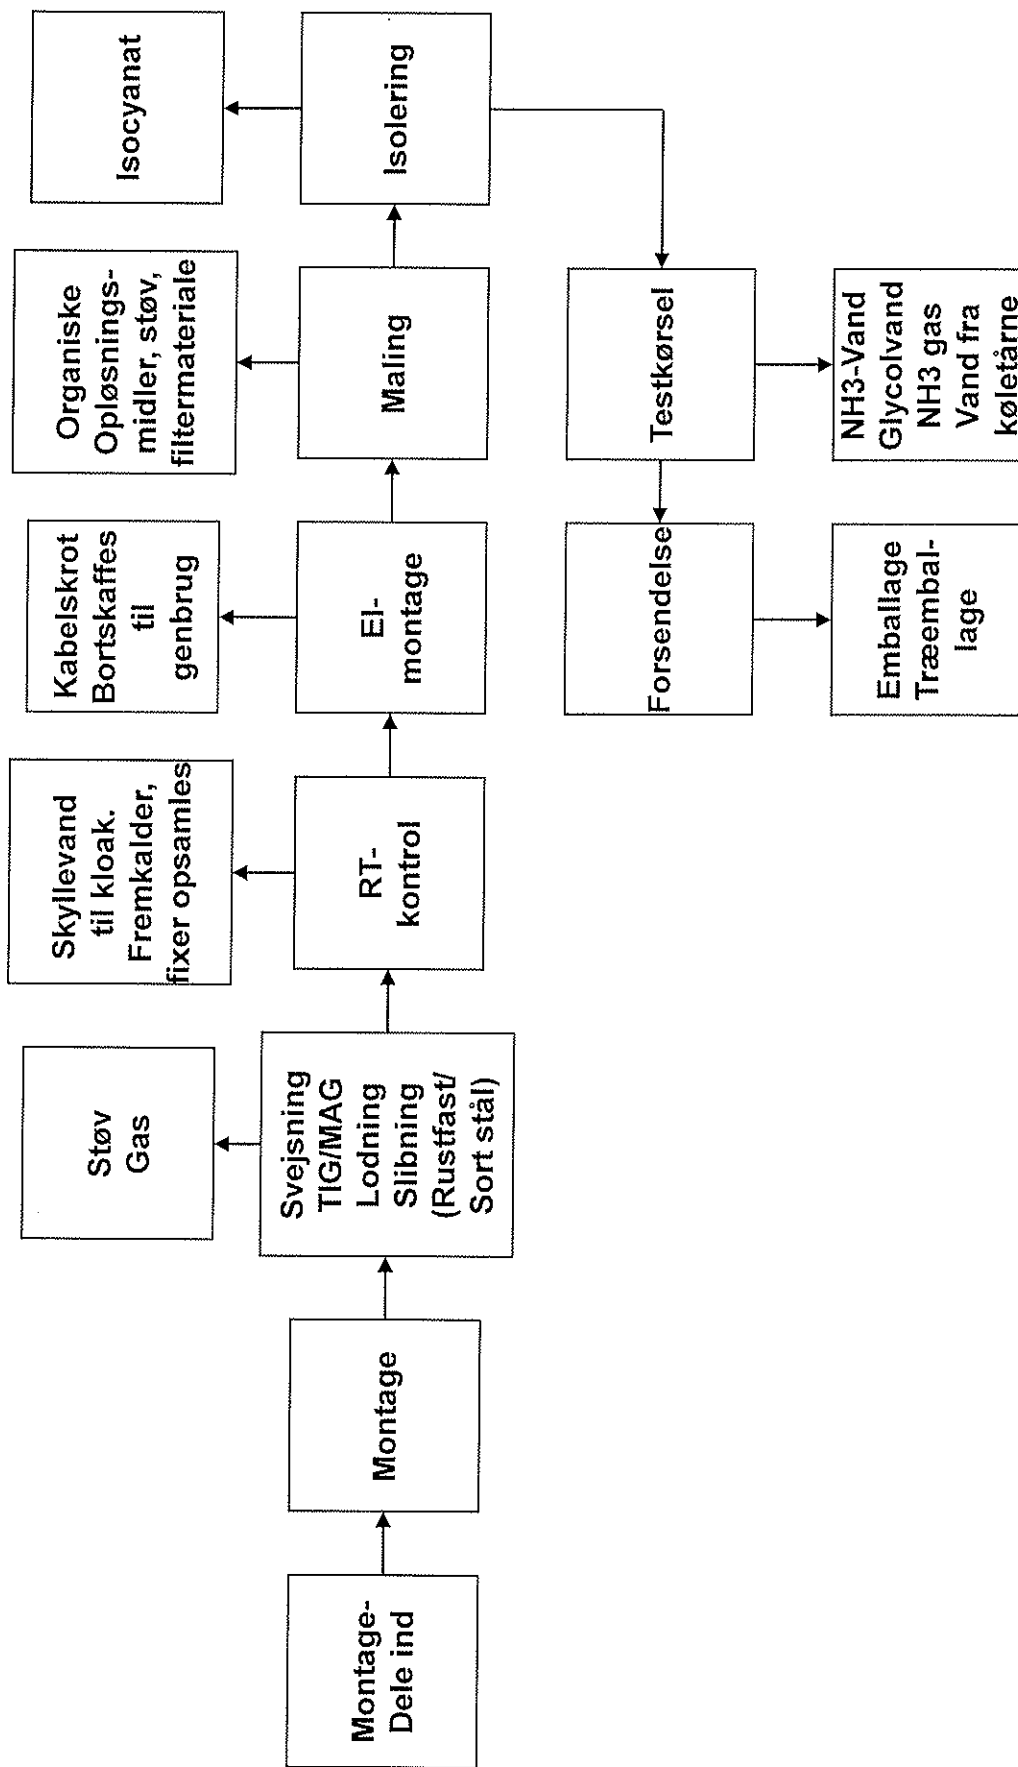 Støv
Gas
Skyllevand
til kloak.
Fremkalder,
fixer opsamles
Kabelskrot
Bortskaffes
til
genbrug
Organiske
Opløsnings-
midler, støv,
filtermateriale
Isocyanat
Montage-
Dele ind
Montage
Svejsning
TIG/MAG
Lodning
Slibning
(Rustfast/
Sort stål)
RT-
kontrol
El-
montage
Maling
Isolering
Forsendelse
Testkørsel
Emballage
Træembal-
lage
NH3-Vand
Glycolvand
NH3 gas
Vand fra
køletårne